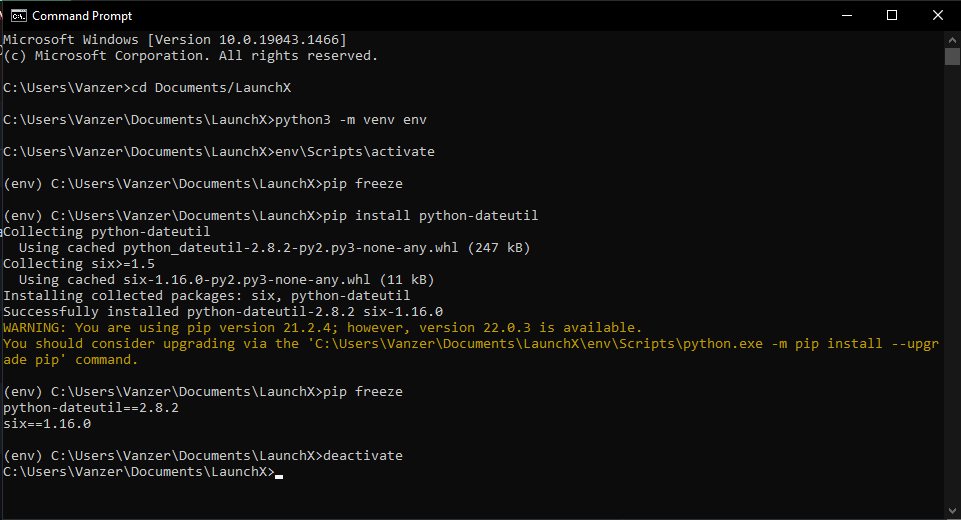 Command Prompt
Microsoft Windows [Version 10.0.19043.1466]
(c) Microsoft Corporation. All rights reserved.
C:\Users\Vanzer>cd Documents/LaunchX
C:\Users\Vanzer\Documents\LaunchX>python3 -m venv env
C:\Users\Vanzer\Documents\LaunchX>env\Scripts\activate
(env) C:\Users\Vanzer\Documents\LaunchX>pip freeze
(env) C:\Users\Vanzer\Documents\LaunchX>pip install python-dateutil
Collecting python-dateutil
  Using cached python_dateutil-2.8.2-py2.py3-none-any.whl (247 kB)
Collecting six>=1.5
  Using cached six-1.16.0-py2.py3-none-any.whl (11 kB)
Installing collected packages: six, python-dateutil
Successfully installed python-dateutil-2.8.2 six-1.16.0
WARNING: You are using pip version 21.2.4; however, version 22.0.3 is available.
You should consider upgrading via the 'C:\Users\Vanzer\Documents\LaunchX\env\Scripts\python.exe -m pip install --upgr
ade pip' command.
(env) C:\Users\Vanzer\Documents\LaunchX>pip freeze
python-dateutil==2.8.2
six==1.16.0
(env) C:\Users\Vanzer\Documents\LaunchX>deactivate
C:\Users\Vanzer\Documents\LaunchX>